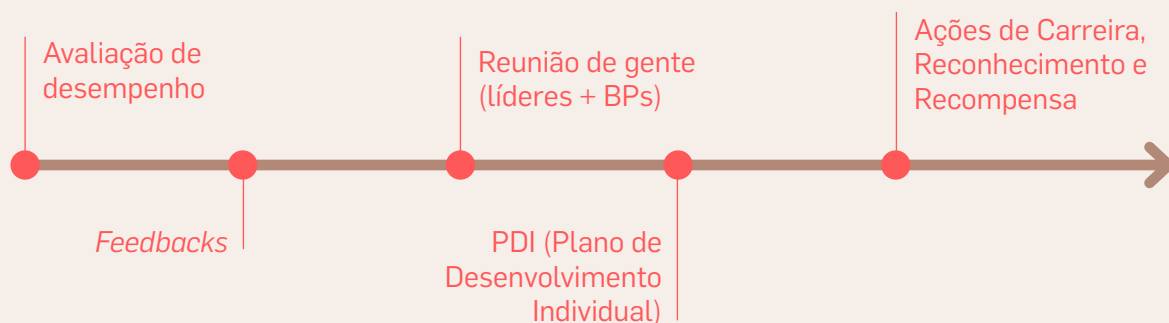 Avaliação de
desempenho
Feedbacks
Reunião de gente
(líderes + BPs)
PDI (Plano de
Desenvolvimento
Individual)
Ações de Carreira,
Reconhecimento e
Recompensa